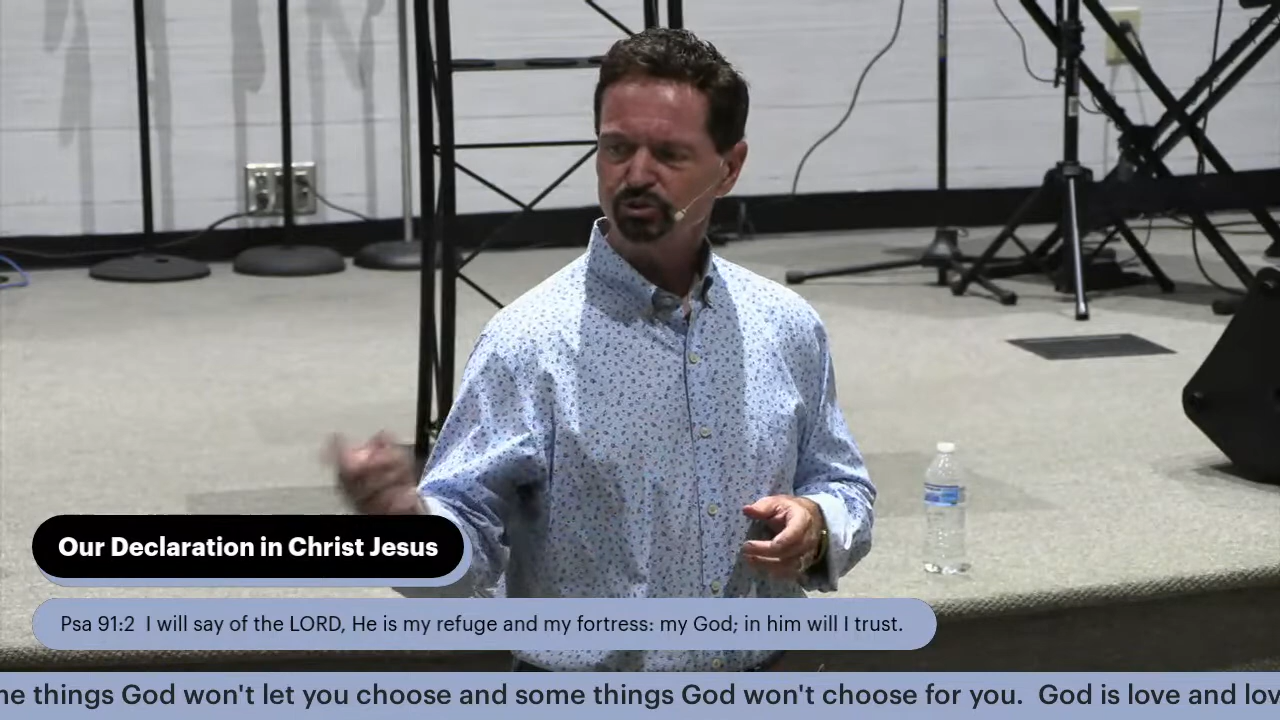 Our Declaration in Christ Jesus
Psa 91:2 I will say of the LORD, He is my refuge and my fortress: my God; in him will I trust.
things God won't let you choose and some things God won't choose for you. God is love and